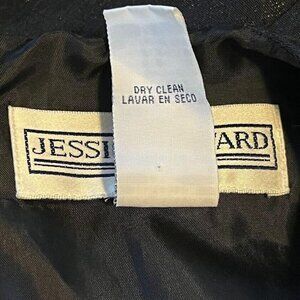 DRY CLEAN
LAVAR EN SECO
JESSI ARD